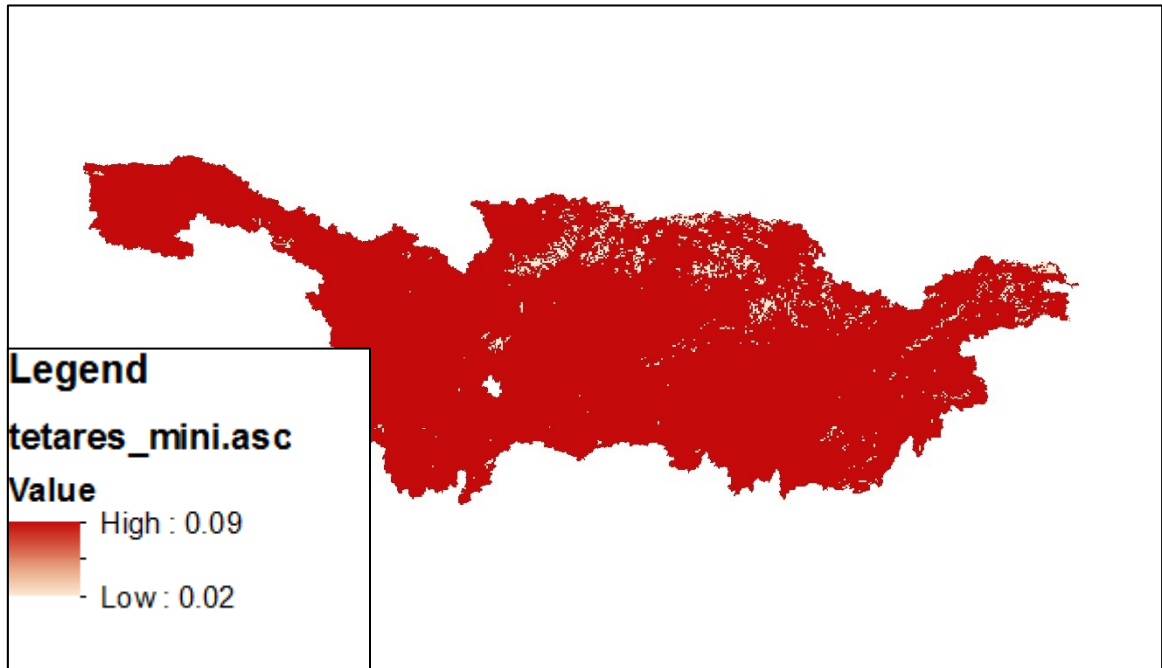 Legend
tetares_mini.asc
Value
High : 0.09
Low : 0.02